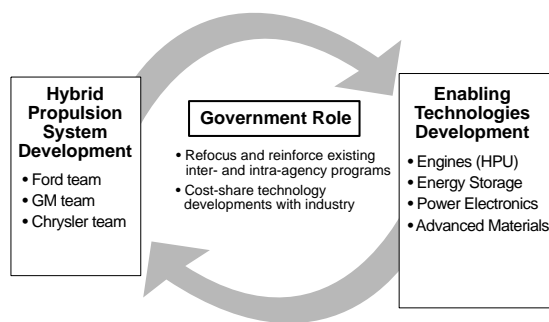 Hybrid
Propulsion
System
Development
• Ford team
• GM team
• Chrysler team
Government Role
• Refocus and reinforce existing
inter- and intra-agency programs
• Cost-share technology
developments with industry
Enabling
Technologies
Development
• Engines (HPU)
• Energy Storage
• Power Electronics
• Advanced Materials